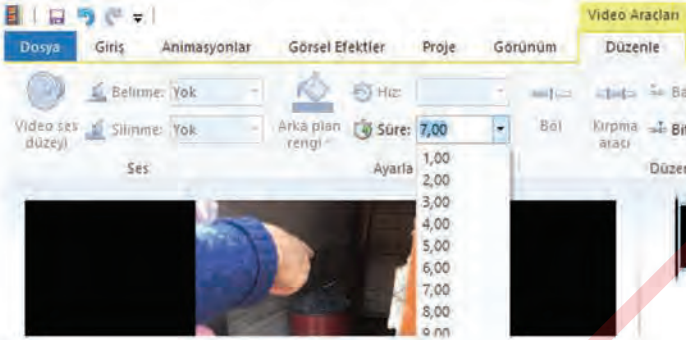 Video Araçları
Dosya Giriş Animasyonlar Görsel Efektler Proje Görünüm Düzenle
Belirme: Yok Hız:
Video ses düzeyi Silinme: Yok Arka plan rengi Süre: 7,00 Böl Kırpma aracı
Ses Ayarla
1,00
2,00
3,00
4,00
5,00
6,00
7,00
8,00
9,00